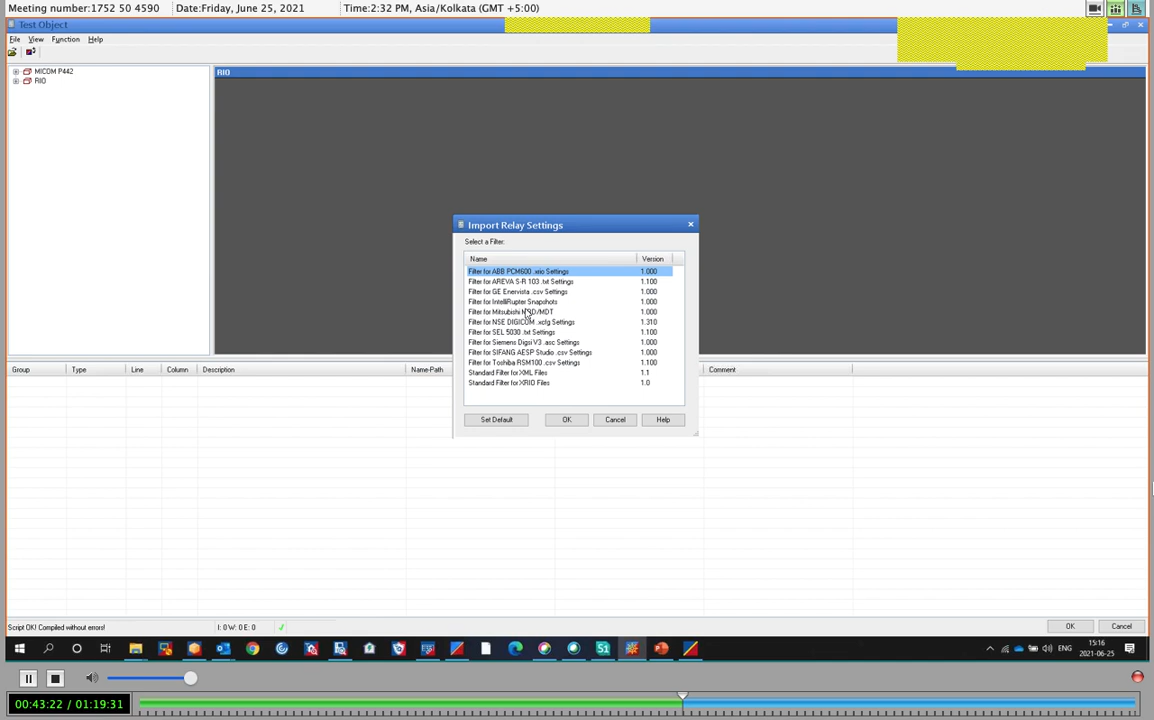 Meeting number:1752 50 4590 Date:Friday, June 25, 2021 Time:2:32 PM, Asia/Kolkata (GMT +5:00)
Test Object
File View Function Help
MICOM P442
RIO
RIO
Import Relay Settings
Select a Filter:
Name Version
Filter for ABB PCM600 .xrio Settings 1.000
Filter for AREVA S-R 103 .txt Settings 1.100
Filter for GE Enervista .csv Settings 1.000
Filter for IntelliRupter Snapshots 1.000
Filter for Mitsubishi /MDT 1.000
Filter for NSE DIGICOM .xcfg Settings 1.310
Filter for SEL 5030 .txt Settings 1.100
Filter for Siemens Digsi V3 .asc Settings 1.000
Filter for SIFANG AESP Studio .csv Settings 1.000
Filter for Toshiba RSM100 .csv Settings 1.100
Standard Filter for XML Files 1.1
Standard Filter for XRIO Files 1.0
Set Default OK Cancel Help
Group Type Line Column Description Name-Path Comment
Script OK! Compiled without errors! I: 0 W: 0 E: 0 OK Cancel
ENG 15:16
2021-06-25
00:43:22 / 01:19:31